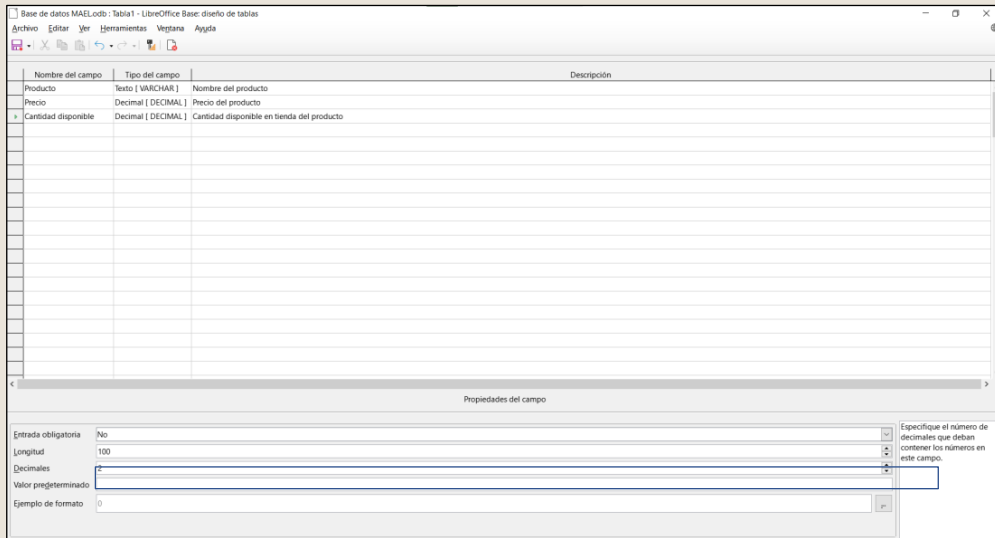 Base de datos MAEL.odb : Tabla1 - LibreOffice Base: diseño de tablas
Archivo Editar Ver Herramientas Ventana Ayuda
Nombre del campo Tipo del campo Descripción
Producto Texto [ VARCHAR ] Nombre del producto
Precio Decimal [ DECIMAL ] Precio del producto
Cantidad disponible Decimal [ DECIMAL ] Cantidad disponible en tienda del producto
Propiedades del campo
Entrada obligatoria No
Longitud 100
Decimales 2
Valor predeterminado
Ejemplo de formato 0
Especifique el número de
decimales que deban
contener los números en
este campo.